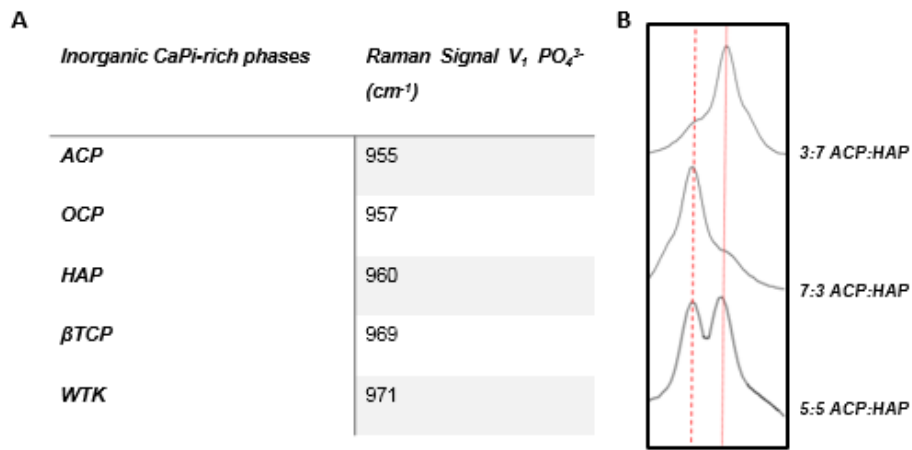 A
Inorganic CaPi-rich phases Raman Signal V₁ PO₄³⁻
(cm⁻¹)
ACP 955
OCP 957
HAP 960
βTCP 969
WTK 971
B
3:7 ACP:HAP
7:3 ACP:HAP
5:5 ACP:HAP